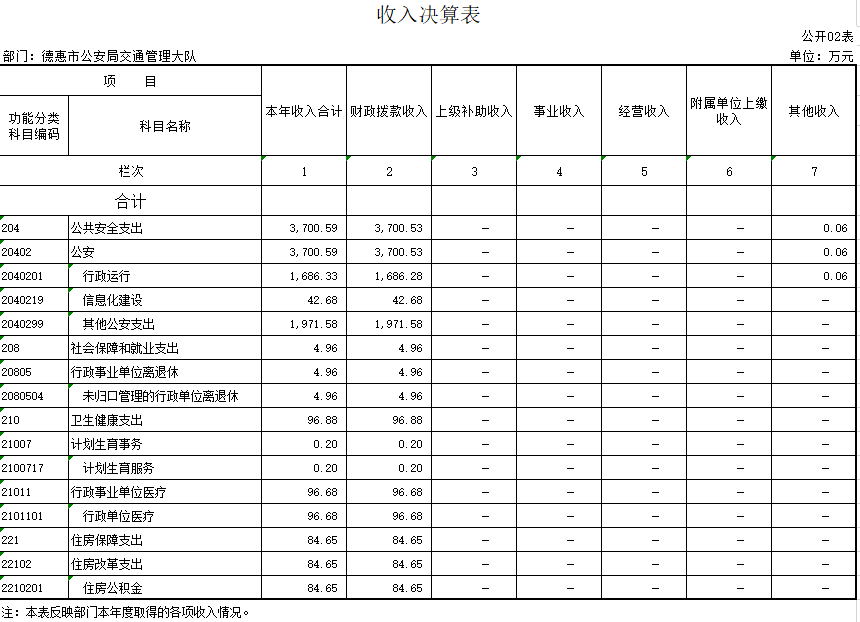 收入决算表
公开02表
部门：德惠市公安局交通管理大队 单位：万元
项 目 本年收入合计 财政拨款收入 上级补助收入 事业收入 经营收入 附属单位上缴收入 其他收入
功能分类科目编码 科目名称
栏次 1 2 3 4 5 6 7
合计
204 公共安全支出 3,700.59 3,700.53 — — — — 0.06
20402 公安 3,700.59 3,700.53 — — — — 0.06
2040201 行政运行 1,686.33 1,686.28 — — — — 0.06
2040219 信息化建设 42.68 42.68 — — — — —
2040299 其他公安支出 1,971.58 1,971.58 — — — — —
208 社会保障和就业支出 4.96 4.96 — — — — —
20805 行政事业单位离退休 4.96 4.96 — — — — —
2080504 未归口管理的行政单位离退休 4.96 4.96 — — — — —
210 卫生健康支出 96.88 96.88 — — — — —
21007 计划生育事务 0.20 0.20 — — — — —
2100717 计划生育服务 0.20 0.20 — — — — —
21011 行政事业单位医疗 96.68 96.68 — — — — —
2101101 行政单位医疗 96.68 96.68 — — — — —
221 住房保障支出 84.65 84.65 — — — — —
22102 住房改革支出 84.65 84.65 — — — — —
2210201 住房公积金 84.65 84.65 — — — — —
注：本表反映部门本年度取得的各项收入情况。